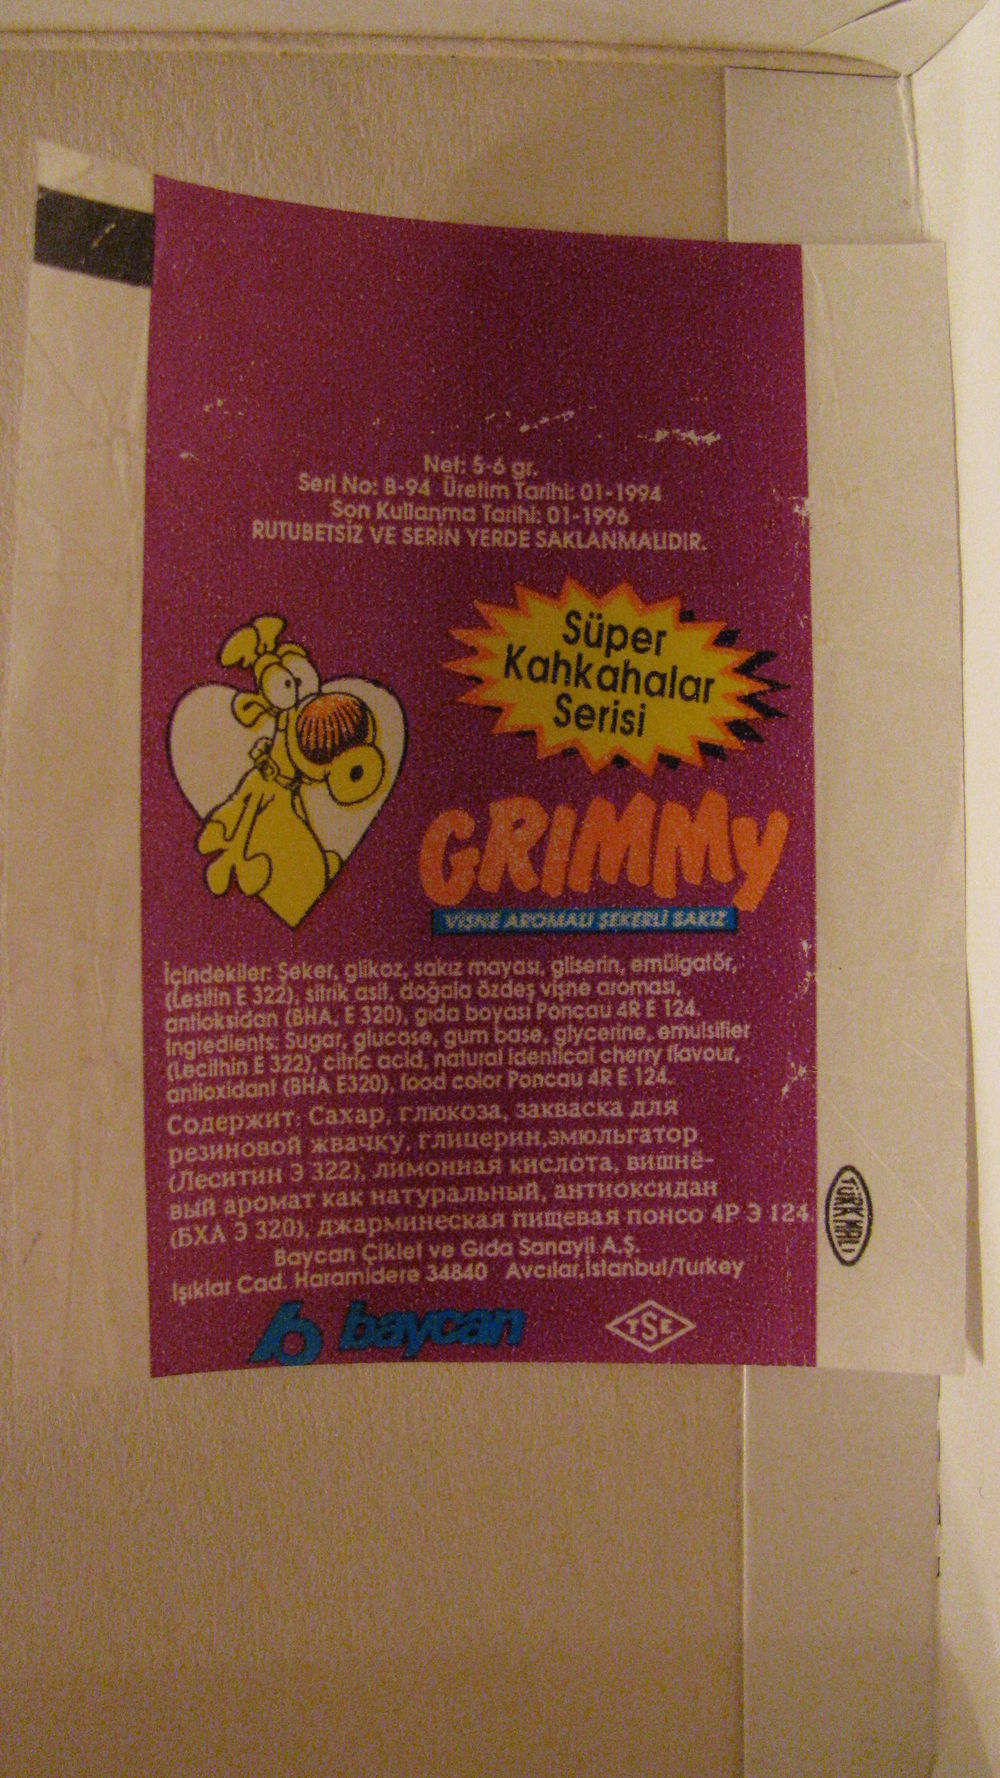 Net: 5-6 gr.
Seri No: B-94 Üretim Tarihi: 01-1994
Son Kullanma Tarihi: 01-1996
RUTUBETSİZ VE SERİN YERDE SAKLANMALIDIR.
Süper
Kahkahalar
Serisi
GRIMMY
VİŞNE AROMALI ŞEKERLİ SAKIZ
İçindekiler: Şeker, glikoz, sakız mayası, gliserin, emülgatör,
(Lesitin E 322), sitrik asit, doğala özdeş vişne aroması,
antioksidan (BHA, E 320), gıda boyası Poncau 4R E 124.
Ingredients: Sugar, glucose, gum base, glycerine, emulsifier
(Lecithin E 322), citric acid, natural identical cherry flavour,
antioxidant (BHA E320), food color Poncau 4R E 124.
Содержит: Сахар, глюкоза, закваска для
резиновой жвачку, глицерин,эмюльгатор
(Леситин Э 322), лимонная кислота, вишнё-
вый аромат как натуральный, антиоксидан
(БХА Э 320), джарминеская пищевая понсо 4Р Э 124.
Baycan Çiklet ve Gıda Sanayii A.Ş.
Işıklar Cad. Haramidere 34840 Avcılar.İstanbul/Turkey
baycan
TSE
TÜRK MALI